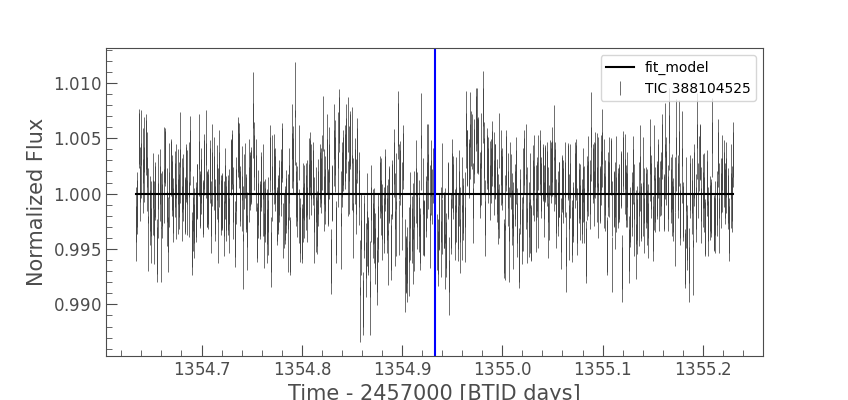 fit_model
TIC 388104525
Normalized Flux
1.010
1.005
1.000
0.995
0.990
1354.7 1354.8 1354.9 1355.0 1355.1 1355.2
Time - 2457000 [BTJD days]